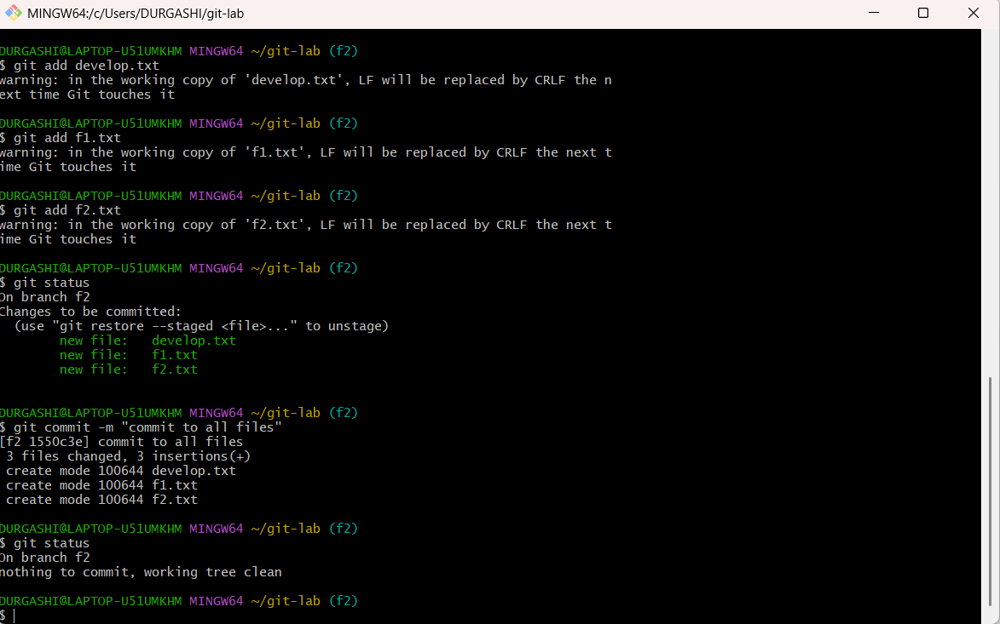 MINGW64:/c/Users/DURGASHI/git-lab
DURGASHI@LAPTOP-U51UMKHM MINGW64 ~/git-lab (f2)
$ git add develop.txt
warning: in the working copy of 'develop.txt', LF will be replaced by CRLF the n
ext time Git touches it
DURGASHI@LAPTOP-U51UMKHM MINGW64 ~/git-lab (f2)
$ git add f1.txt
warning: in the working copy of 'f1.txt', LF will be replaced by CRLF the next t
ime Git touches it
DURGASHI@LAPTOP-U51UMKHM MINGW64 ~/git-lab (f2)
$ git add f2.txt
warning: in the working copy of 'f2.txt', LF will be replaced by CRLF the next t
ime Git touches it
DURGASHI@LAPTOP-U51UMKHM MINGW64 ~/git-lab (f2)
$ git status
On branch f2
Changes to be committed:
  (use "git restore --staged <file>..." to unstage)
        new file:   develop.txt
        new file:   f1.txt
        new file:   f2.txt
DURGASHI@LAPTOP-U51UMKHM MINGW64 ~/git-lab (f2)
$ git commit -m "commit to all files"
[f2 1550c3e] commit to all files
 3 files changed, 3 insertions(+)
 create mode 100644 develop.txt
 create mode 100644 f1.txt
 create mode 100644 f2.txt
DURGASHI@LAPTOP-U51UMKHM MINGW64 ~/git-lab (f2)
$ git status
On branch f2
nothing to commit, working tree clean
DURGASHI@LAPTOP-U51UMKHM MINGW64 ~/git-lab (f2)
$